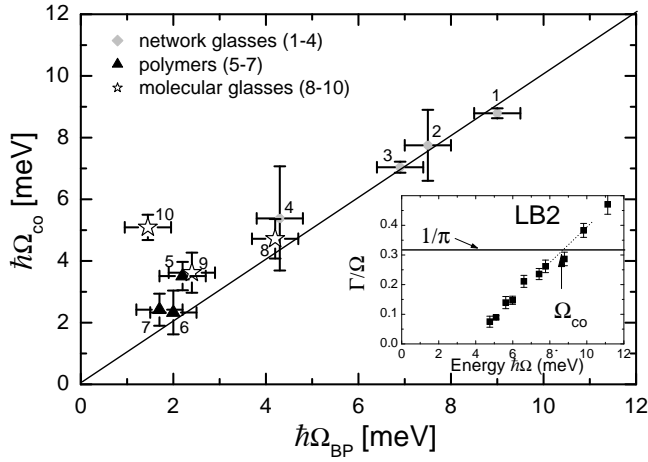 12
10
8
6
4
2
0
ℏΩco [meV]
network glasses (1-4)
polymers (5-7)
molecular glasses (8-10)
1
2
3
4
10
5
9
8
7
6
LB2
1/π
Ωco
Γ/Ω
0.4
0.3
0.2
0.1
0.0
0 2 4 6 8 10 12
Energy ℏΩ (meV)
0 2 4 6 8 10 12
ℏΩBP [meV]